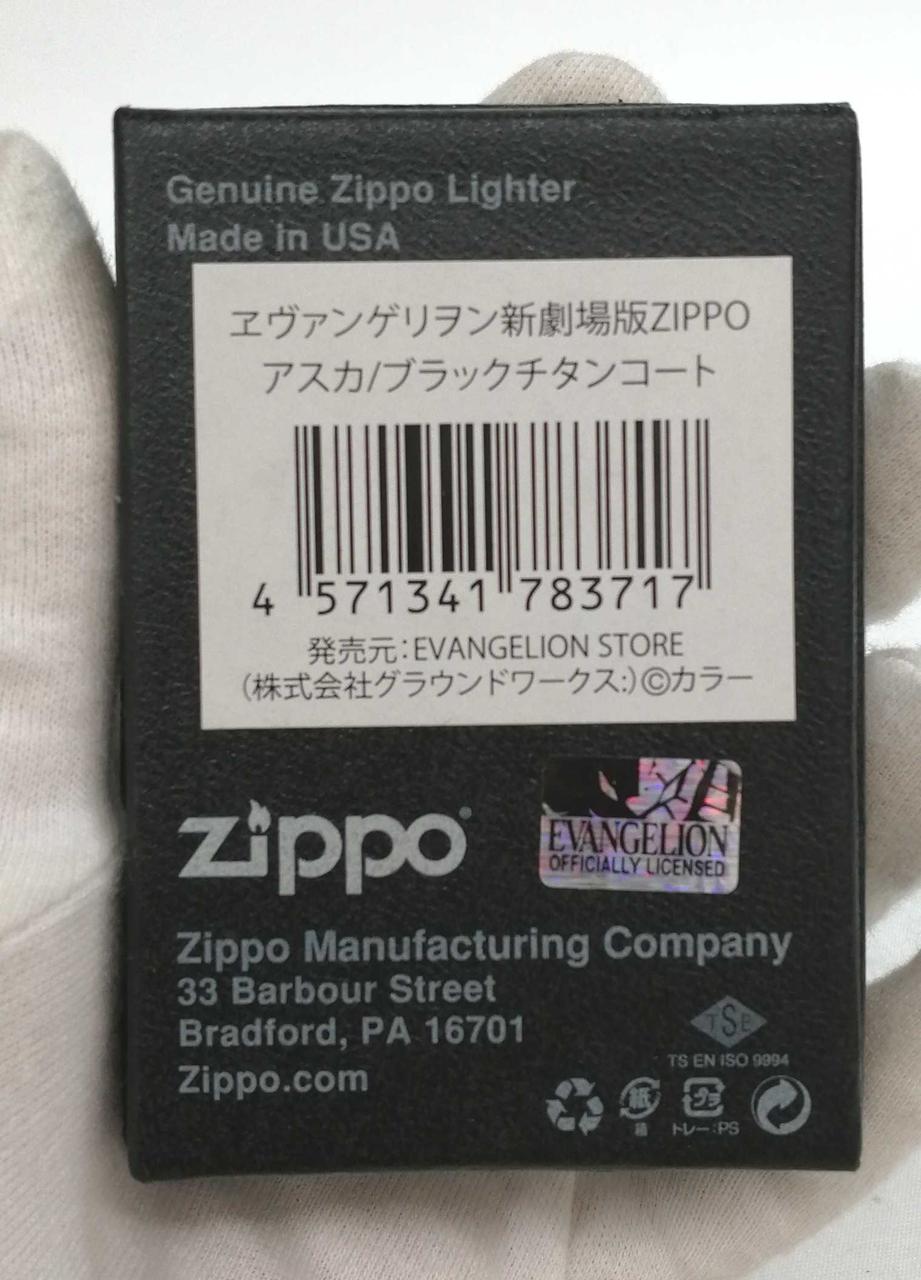 Genuine Zippo Lighter
Made in USA
ヱヴァンゲリヲン新劇場版ZIPPO
アスカ/ブラックチタンコート
4 571341 783717
発売元:EVANGELION STORE
(株式会社グラウンドワークス:)©カラー
zippo
EVANGELION
OFFICIALLY LICENSED
Zippo Manufacturing Company
33 Barbour Street
Bradford, PA 16701
Zippo.com
TSE
TS EN ISO 9994
紙 プラ
箱 トレー:PS